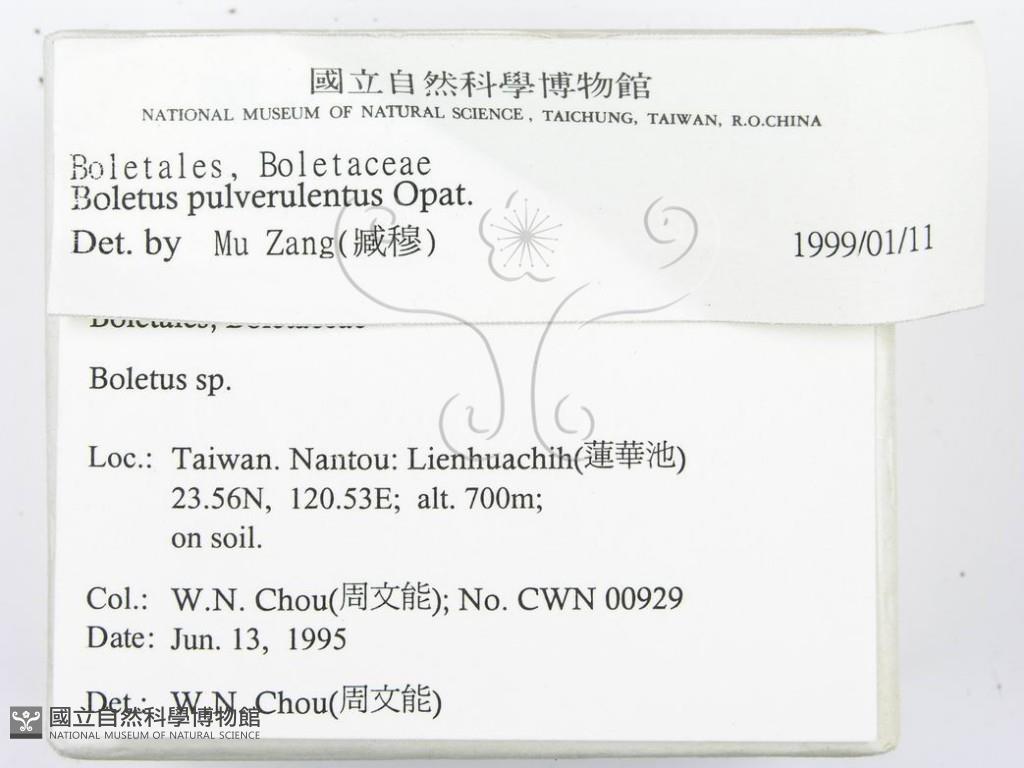 國立自然科學博物館
NATIONAL MUSEUM OF NATURAL SCIENCE, TAICHUNG, TAIWAN, R.O.CHINA
Boletales, Boletaceae
Boletus pulverulentus Opat.
Det. by Mu Zang(臧穆) 1999/01/11
Boletales, Boletaceae
Boletus sp.
Loc.: Taiwan. Nantou: Lienhuachih(蓮華池)
23.56N, 120.53E; alt. 700m;
on soil.
Col.: W.N. Chou(周文能); No. CWN 00929
Date: Jun. 13, 1995
Det.: W.N. Chou(周文能)
國立自然科學博物館
NATIONAL MUSEUM OF NATURAL SCIENCE